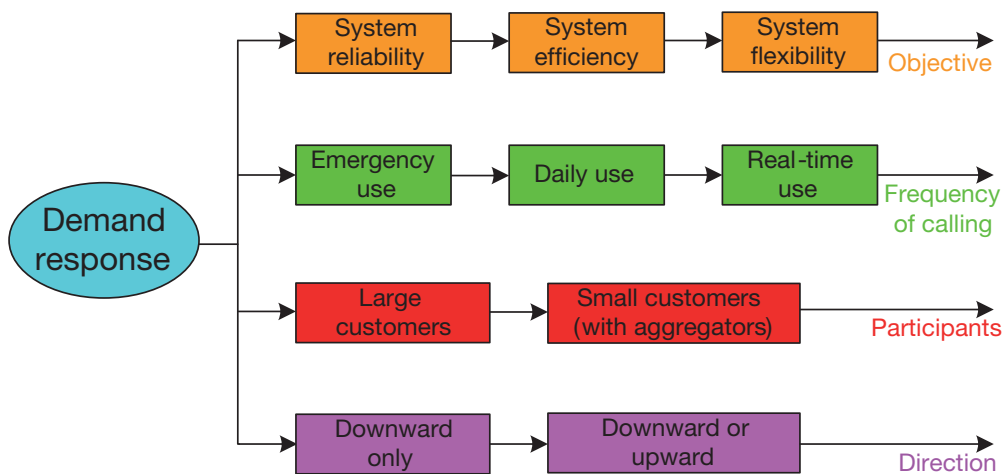 Demand
response
System
reliability
System
efficiency
System
flexibility
Objective
Emergency
use
Daily use
Real-time
use
Frequency
of calling
Large
customers
Small customers
(with aggregators)
Participants
Downward
only
Downward or
upward
Direction